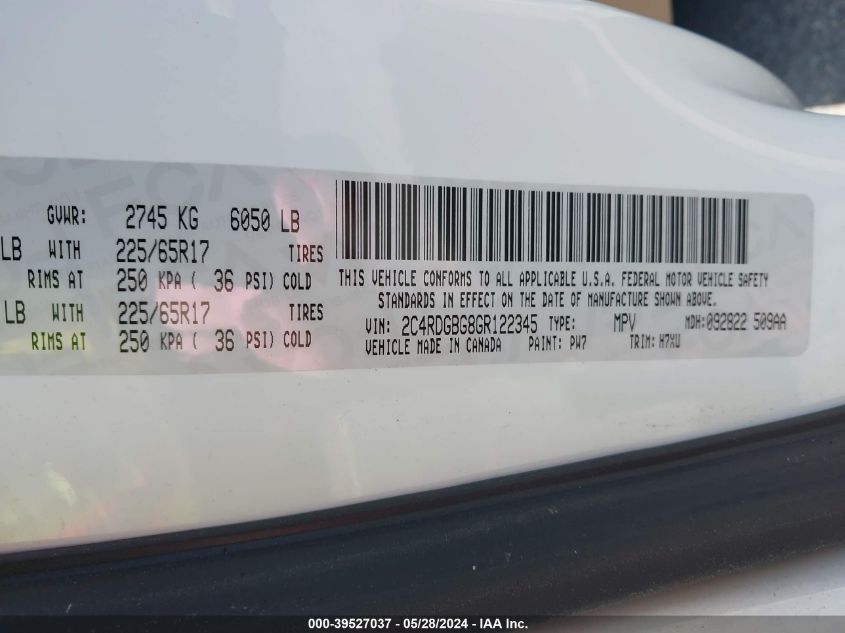 GVWR: 2745 KG 6050 LB
LB WITH 225/65R17 TIRES
RIMS AT 250 KPA ( 36 PSI) COLD
LB WITH 225/65R17 TIRES
RIMS AT 250 KPA ( 36 PSI) COLD
THIS VEHICLE CONFORMS TO ALL APPLICABLE U.S.A. FEDERAL MOTOR VEHICLE SAFETY
STANDARDS IN EFFECT ON THE DATE OF MANUFACTURE SHOWN ABOVE.
VIN: 2C4RDGBG8GR122345 TYPE: MPV MDH:092822 509AA
VEHICLE MADE IN CANADA PAINT: PW7 TRIM: H7XU
000-39527037 - 05/28/2024 - IAA Inc.